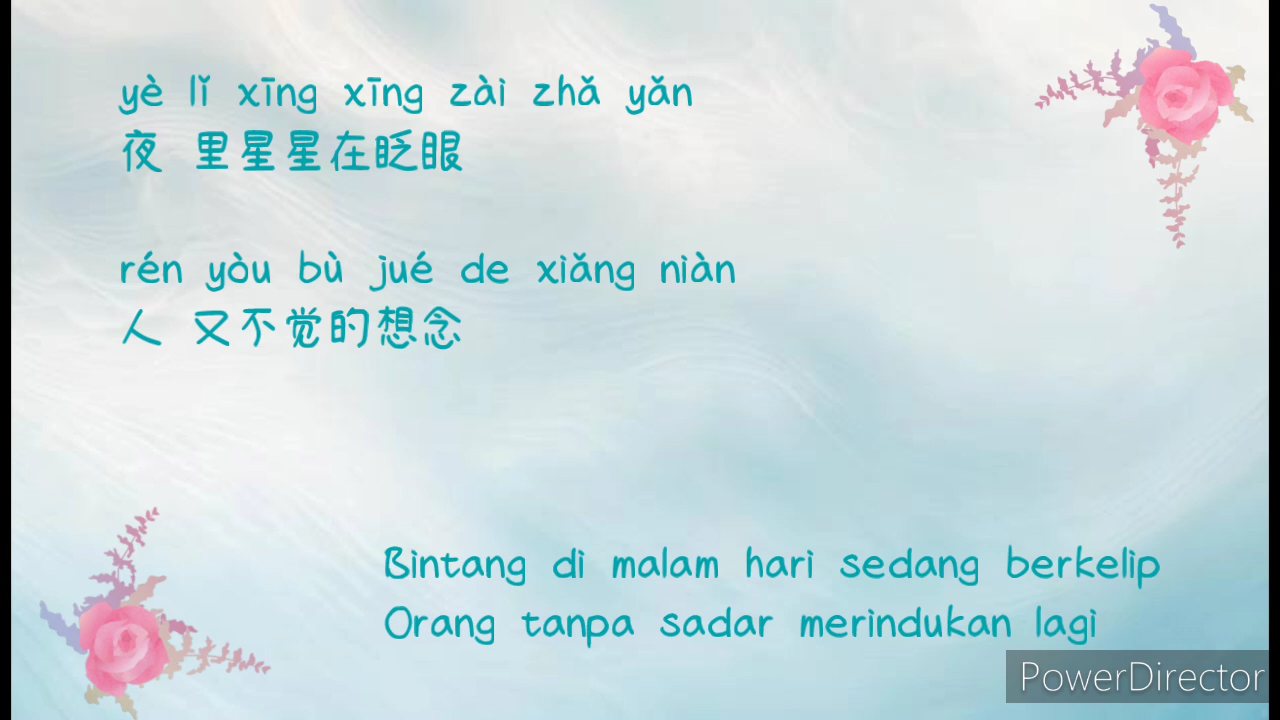 yè lǐ xīng xīng zài zhǎ yǎn
夜 里星星在眨眼
rén yòu bù jué de xiǎng niàn
人 又不觉的想念
Bintang di malam hari sedang berkelip
Orang tanpa sadar merindukan lagi
PowerDirector